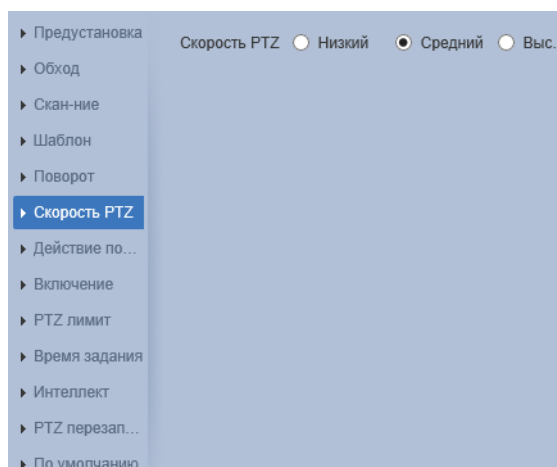 Предустановка
Обход
Скан-ние
Шаблон
Поворот
Скорость PTZ
Действие по...
Включение
PTZ лимит
Время задания
Интеллект
PTZ перезап...
По умолчанию
Скорость PTZ Низкий Средний Выс.